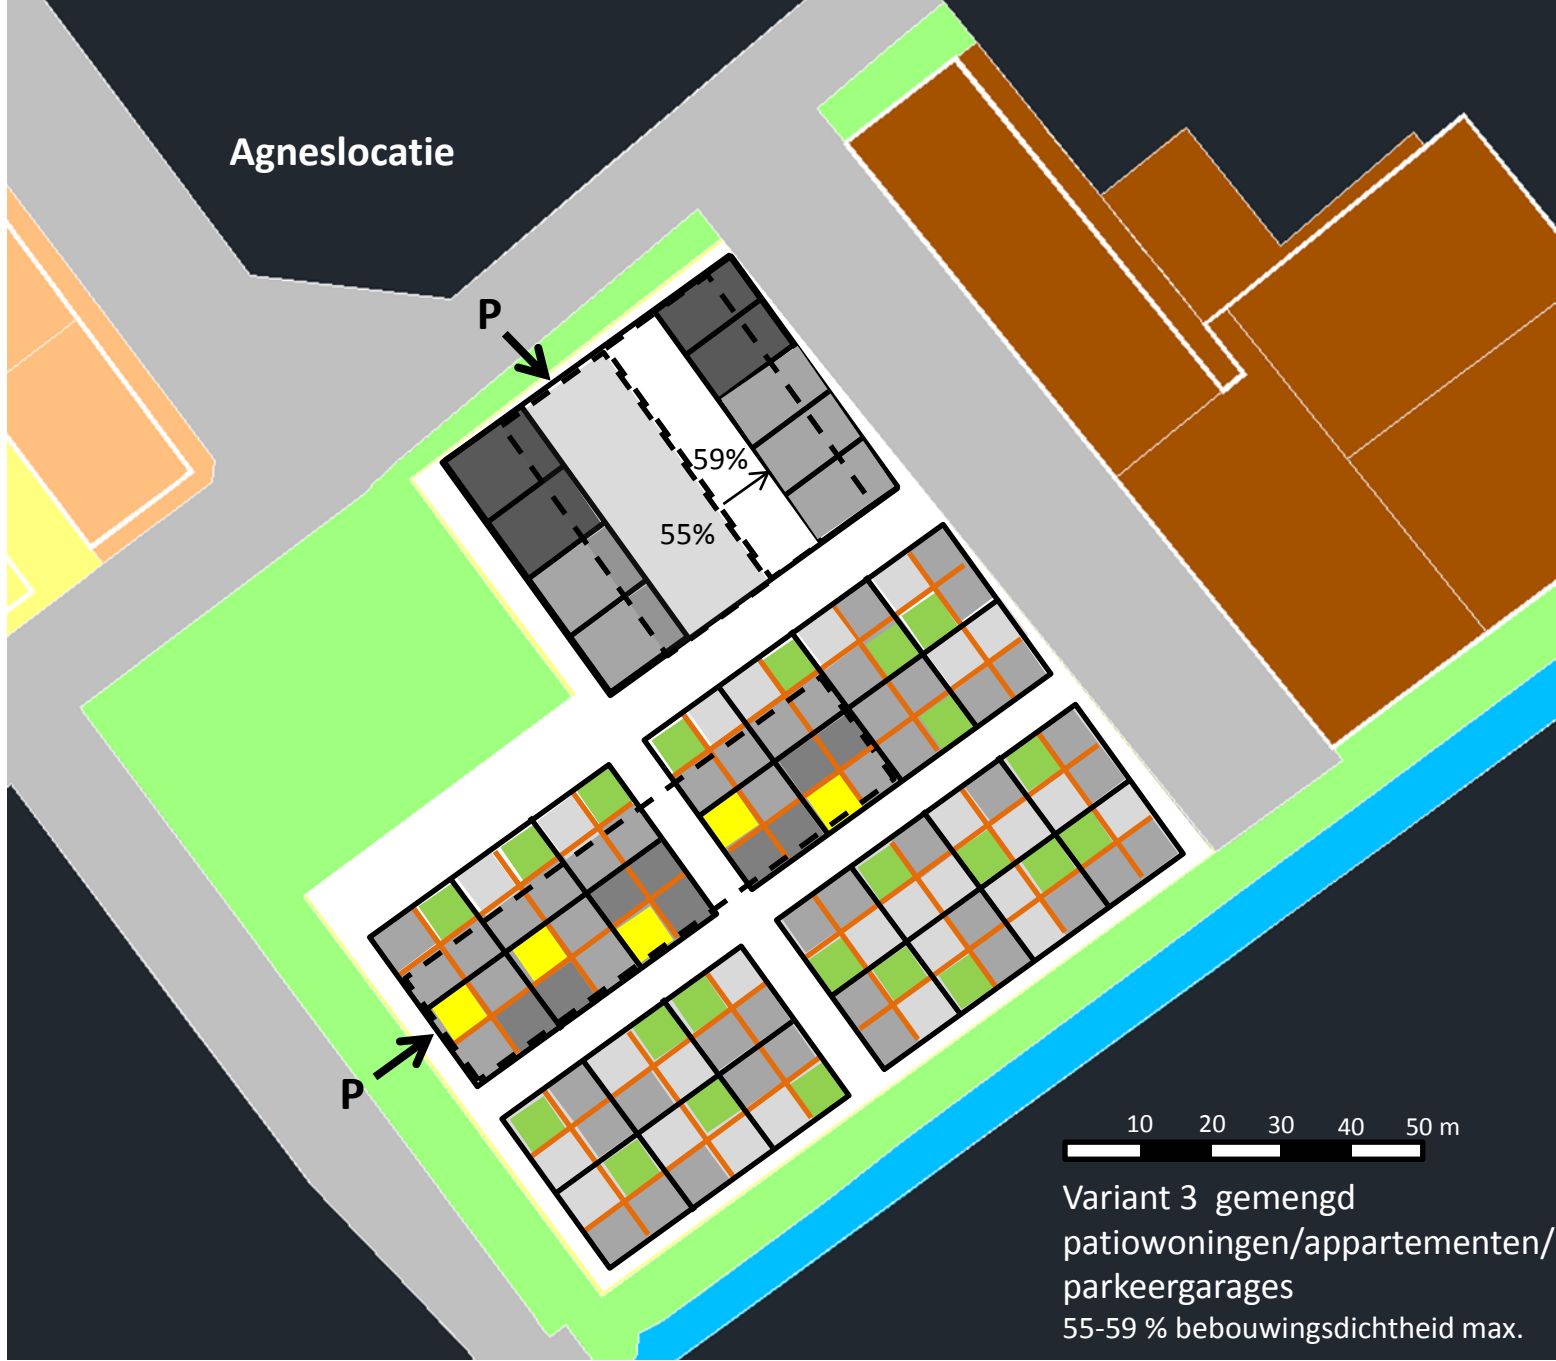 Agneslocatie
P
59%
55%
P
10 20 30 40 50 m
Variant 3 gemengd
patiowoningen/appartementen/
parkeergarages
55-59 % bebouwingsdichtheid max.